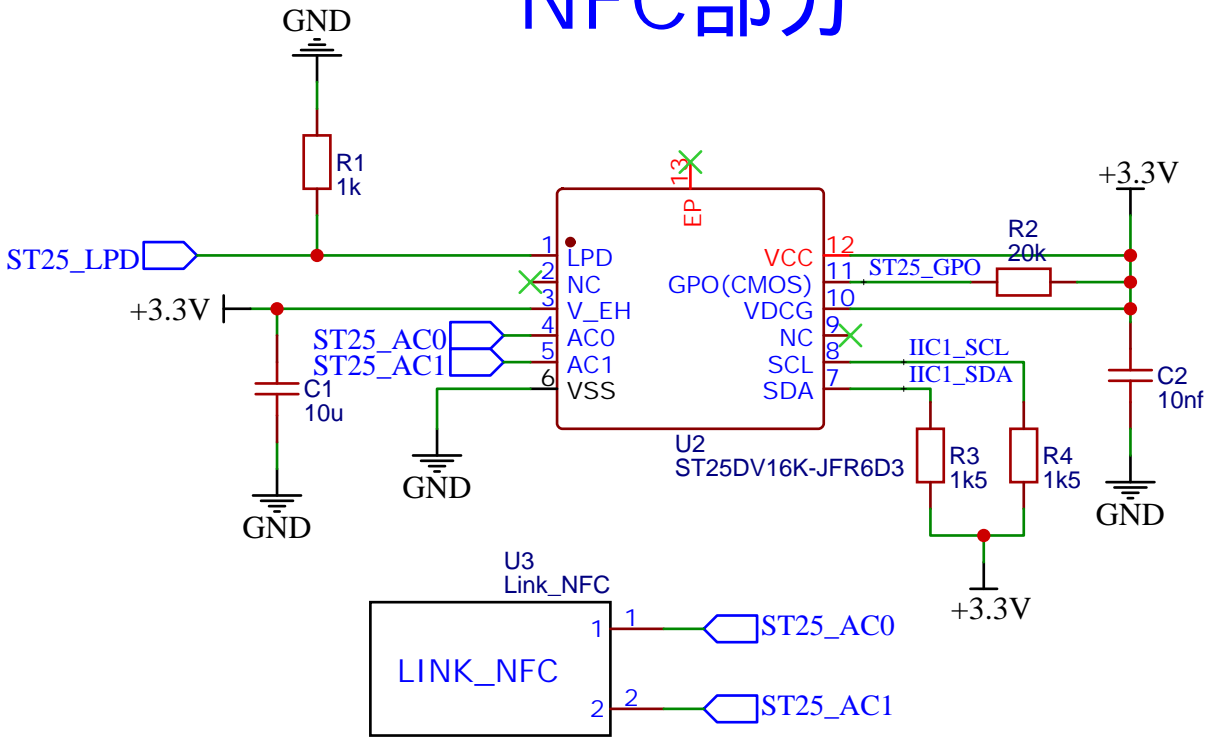 NFC部分
GND
R1
1k
ST25_LPD
+3.3V
C1
10u
GND
ST25_AC0
ST25_AC1
GND
13
EP
1
LPD
2
NC
3
V_EH
4
AC0
5
AC1
6
VSS
12
VCC
11
GPO(CMOS)
10
VDCG
9
NC
8
SCL
7
SDA
U2
ST25DV16K-JFR6D3
ST25_GPO
R2
20k
+3.3V
IIC1_SCL
IIC1_SDA
R3
1k5
R4
1k5
+3.3V
C2
10nf
GND
U3
Link_NFC
LINK_NFC
1
1
ST25_AC0
2
2
ST25_AC1